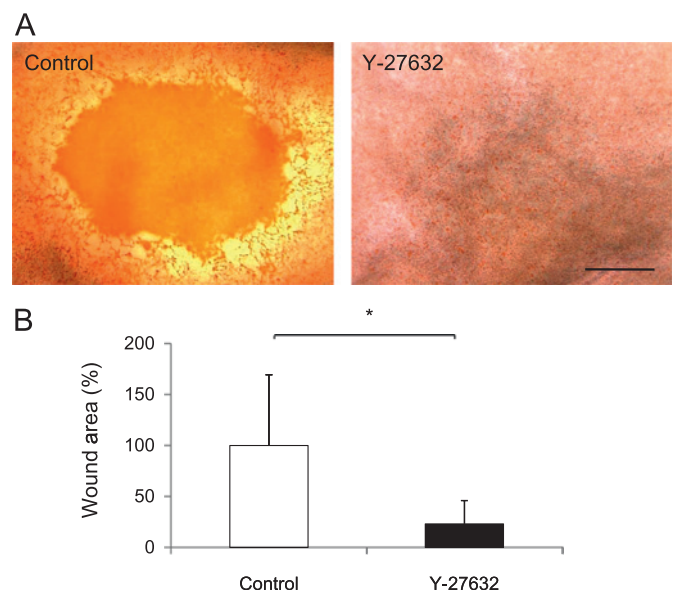 A
Control
Y-27632
B
*
200
150
100
50
0
Wound area (%)
Control
Y-27632